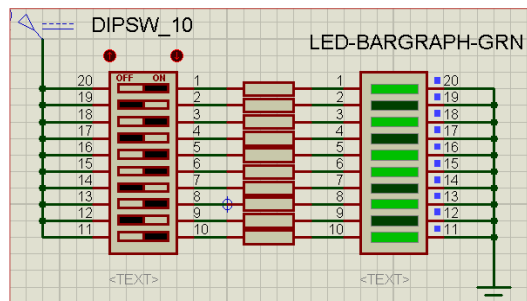 DIPSW_10
LED-BARGRAPH-GRN
OFF ON
20 1 1 20
19 2 2 19
18 3 3 18
17 4 4 17
16 5 5 16
15 6 6 15
14 7 7 14
13 8 8 13
12 9 9 12
11 10 10 11
<TEXT> <TEXT>